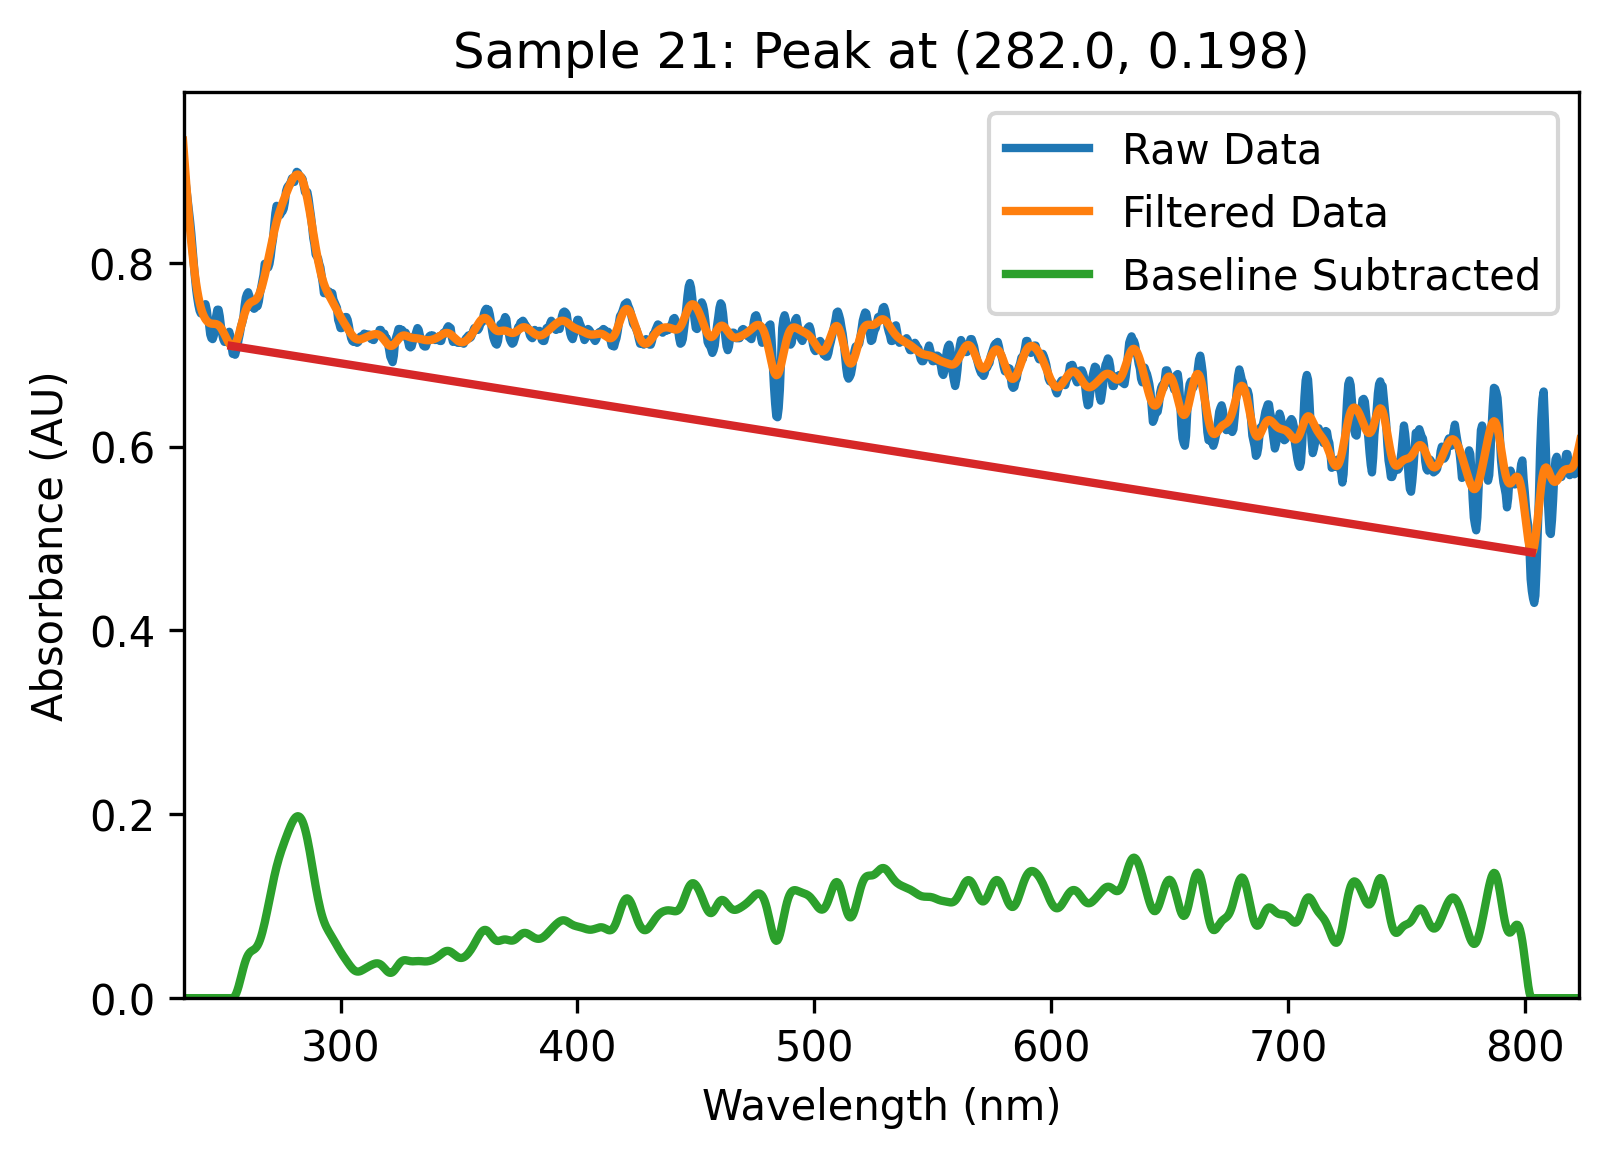 Sample 21: Peak at (282.0, 0.198)
Raw Data
Filtered Data
Baseline Subtracted
Absorbance (AU)
0.8
0.6
0.4
0.2
0.0
300 400 500 600 700 800
Wavelength (nm)